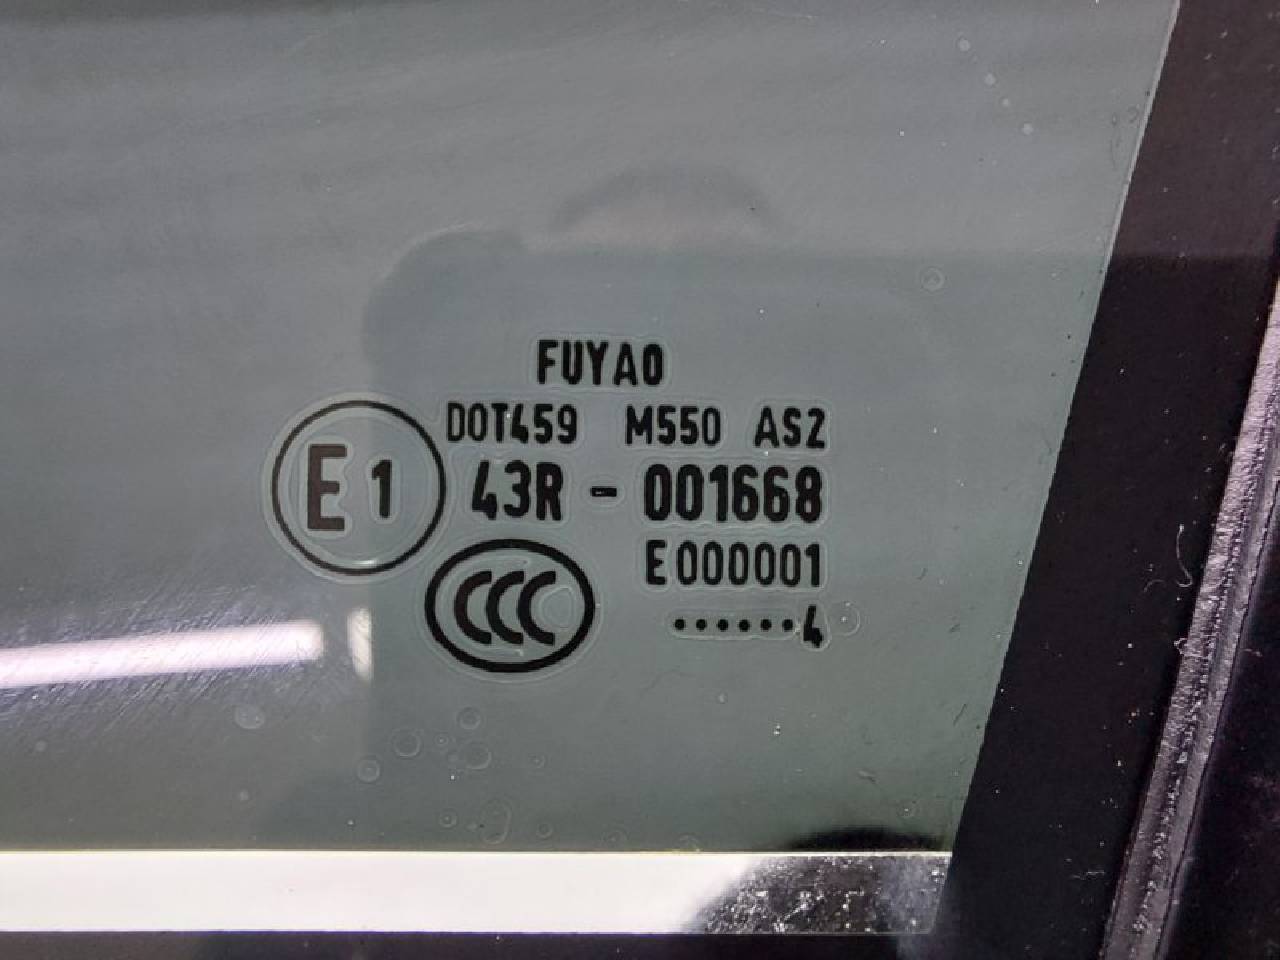 FUYAO
DOT459 M550 AS2
E1 43R - 001668
E000001
CCC
......4